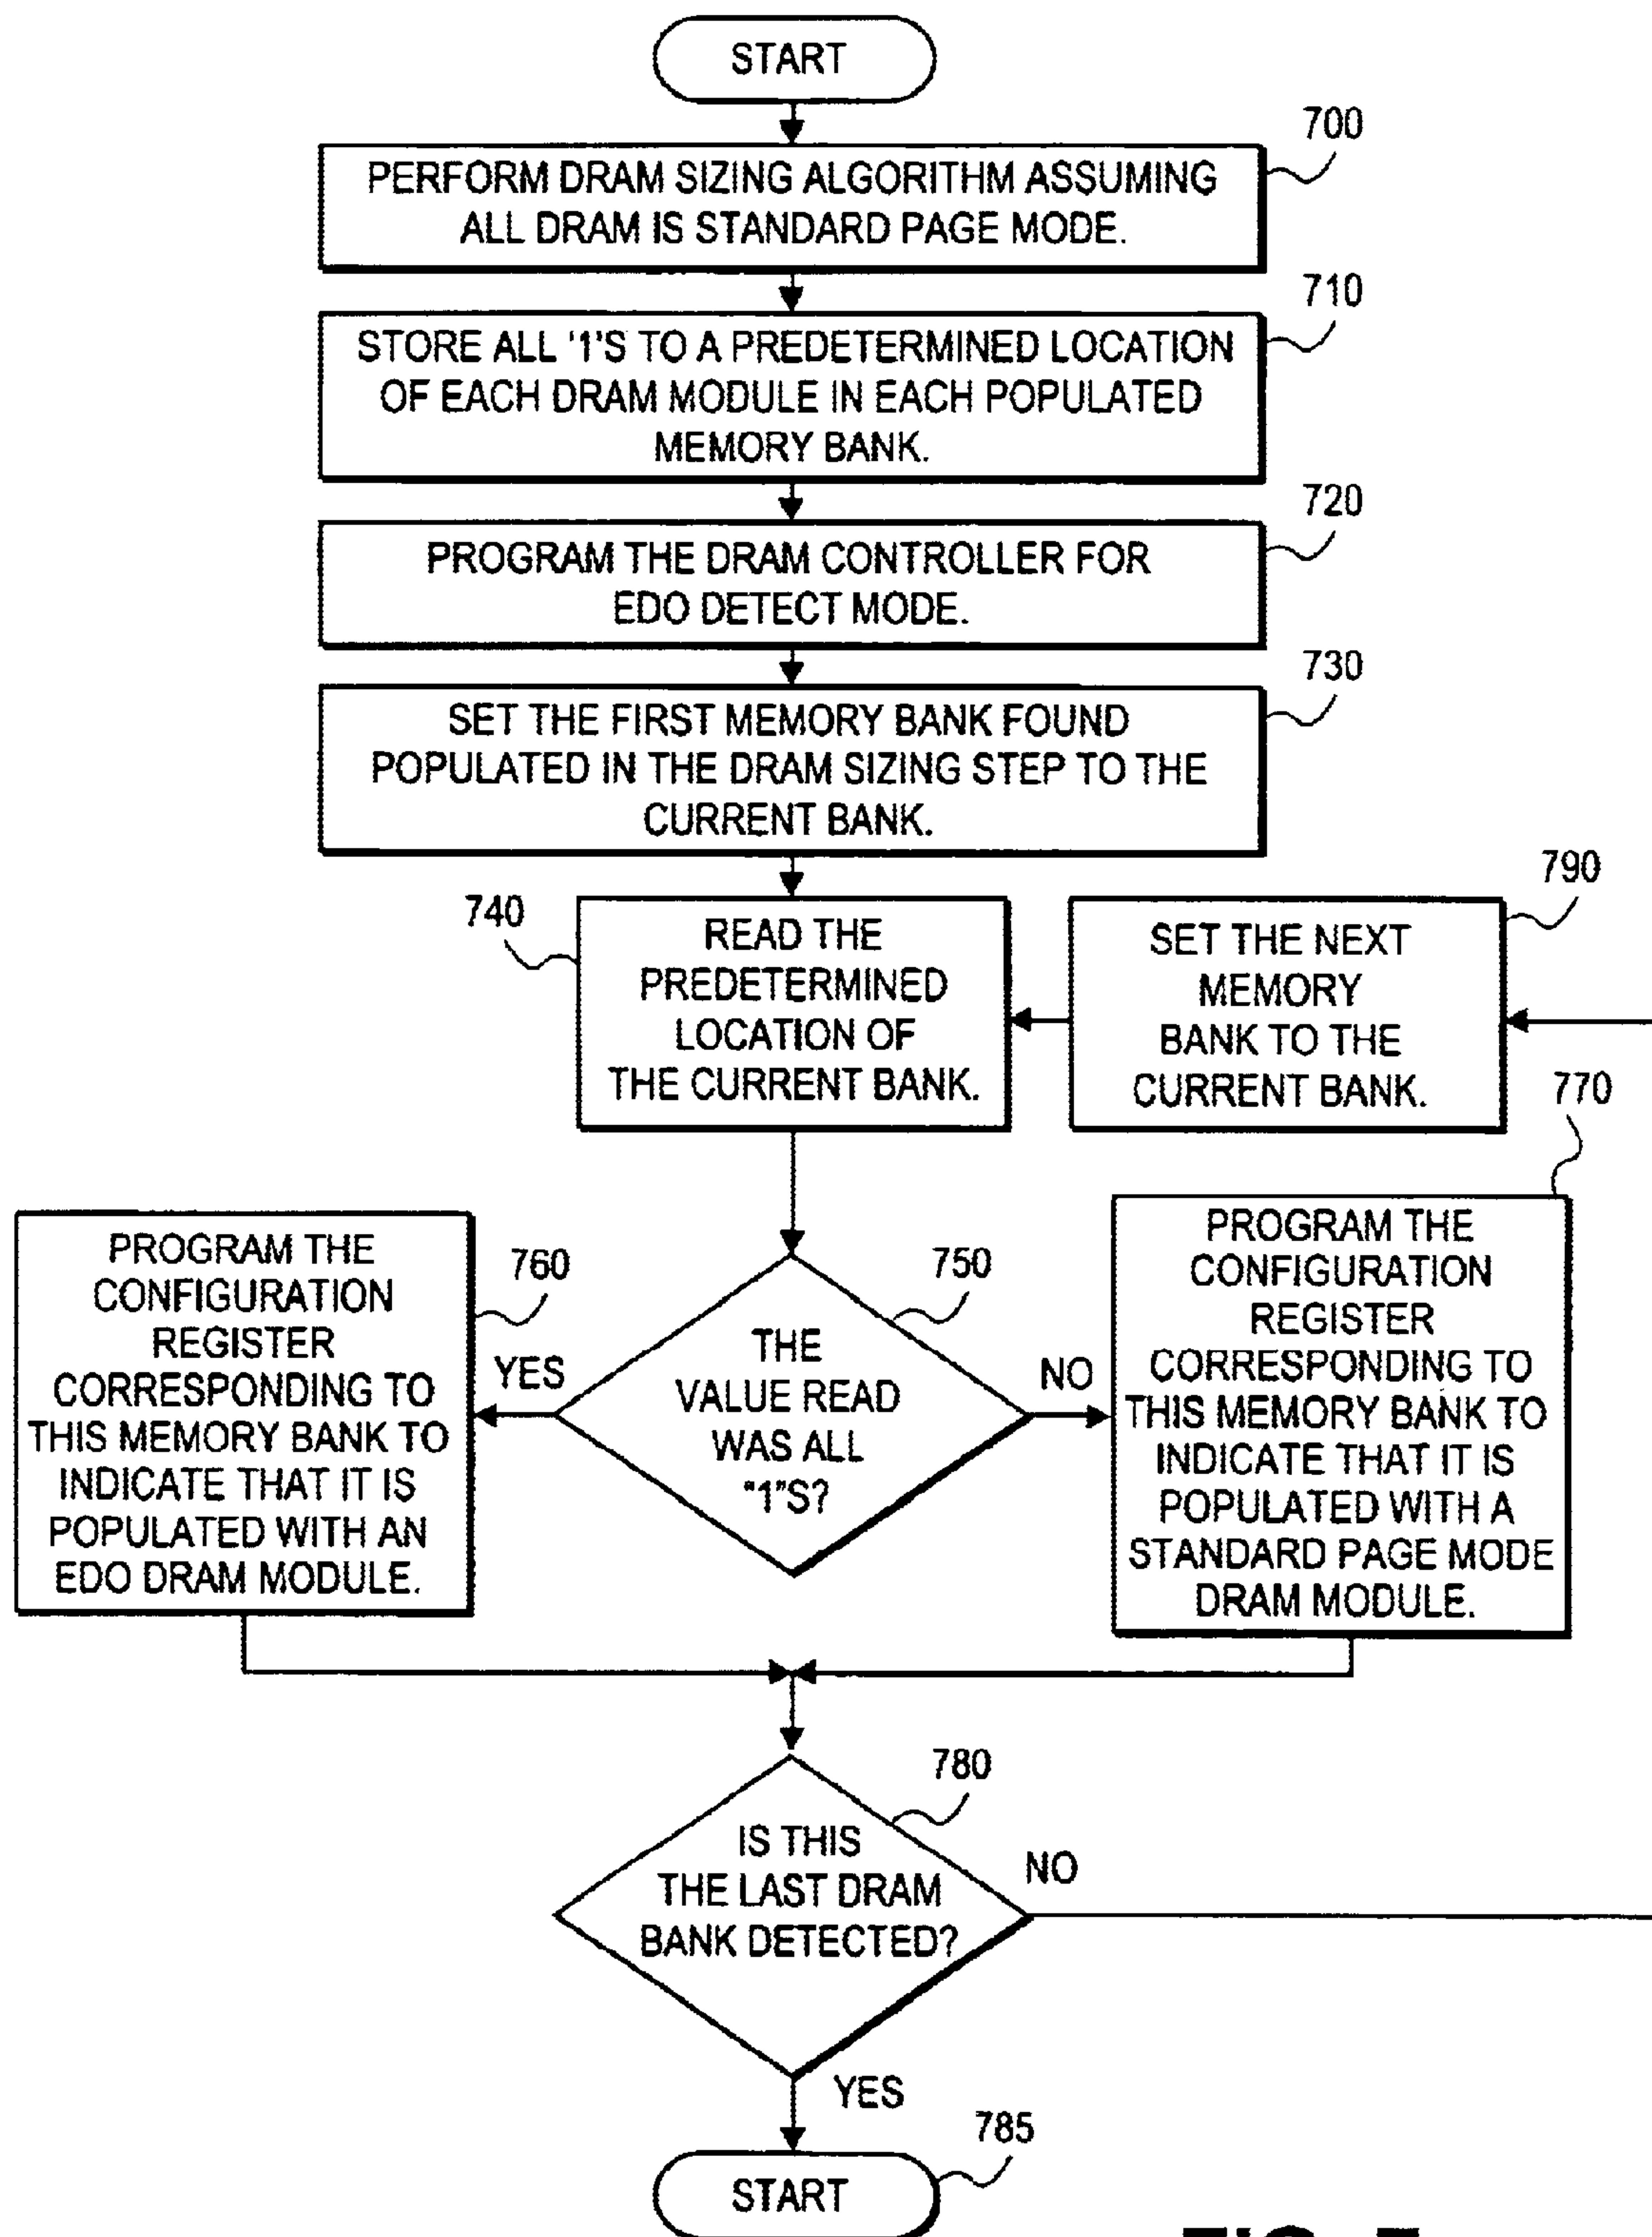 START
700
PERFORM DRAM SIZING ALGORITHM ASSUMING
ALL DRAM IS STANDARD PAGE MODE.
710
STORE ALL '1'S TO A PREDETERMINED LOCATION
OF EACH DRAM MODULE IN EACH POPULATED
MEMORY BANK.
720
PROGRAM THE DRAM CONTROLLER FOR
EDO DETECT MODE.
730
SET THE FIRST MEMORY BANK FOUND
POPULATED IN THE DRAM SIZING STEP TO THE
CURRENT BANK.
740
READ THE
PREDETERMINED
LOCATION OF
THE CURRENT BANK.
790
SET THE NEXT
MEMORY
BANK TO THE
CURRENT BANK.
760
PROGRAM THE
CONFIGURATION
REGISTER
CORRESPONDING TO
THIS MEMORY BANK TO
INDICATE THAT IT IS
POPULATED WITH AN
EDO DRAM MODULE.
YES
750
THE
VALUE READ
WAS ALL
"1"S?
NO
770
PROGRAM THE
CONFIGURATION
REGISTER
CORRESPONDING TO
THIS MEMORY BANK TO
INDICATE THAT IT IS
POPULATED WITH A
STANDARD PAGE MODE
DRAM MODULE.
780
IS THIS
THE LAST DRAM
BANK DETECTED?
NO
YES
785
START